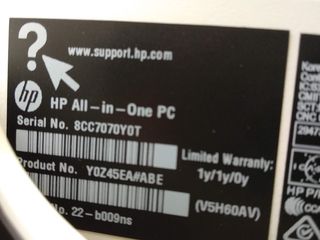 ?
www.support.hp.com
hp
HP All-in-One PC
Serial No. 8CC7070Y0T
Limited Warranty:
1y/1y/0y
Product No. Y0Z45EA#ABE
(V5H60AV)
No. 22-b009ns